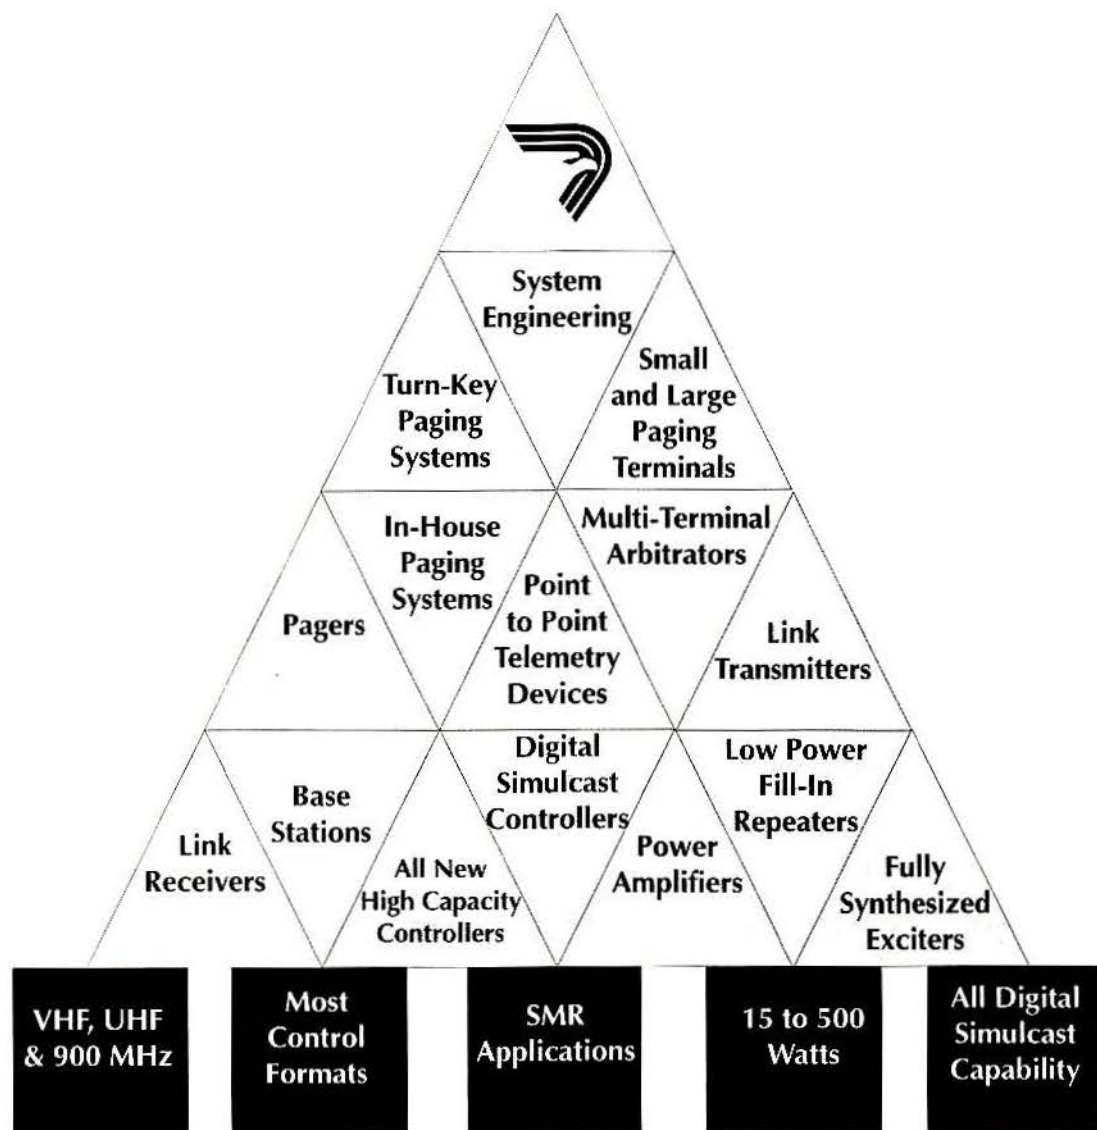 System
Engineering
Turn-Key
Paging
Systems
Small
and Large
Paging
Terminals
In-House
Paging
Systems
Multi-Terminal
Arbitrators
Pagers
Point
to Point
Telemetry
Devices
Link
Transmitters
Link
Receivers
Base
Stations
All New
High Capacity
Controllers
Digital
Simulcast
Controllers
Power
Amplifiers
Low Power
Fill-In
Repeaters
Fully
Synthesized
Exciters
VHF, UHF
& 900 MHz
Most
Control
Formats
SMR
Applications
15 to 500
Watts
All Digital
Simulcast
Capability